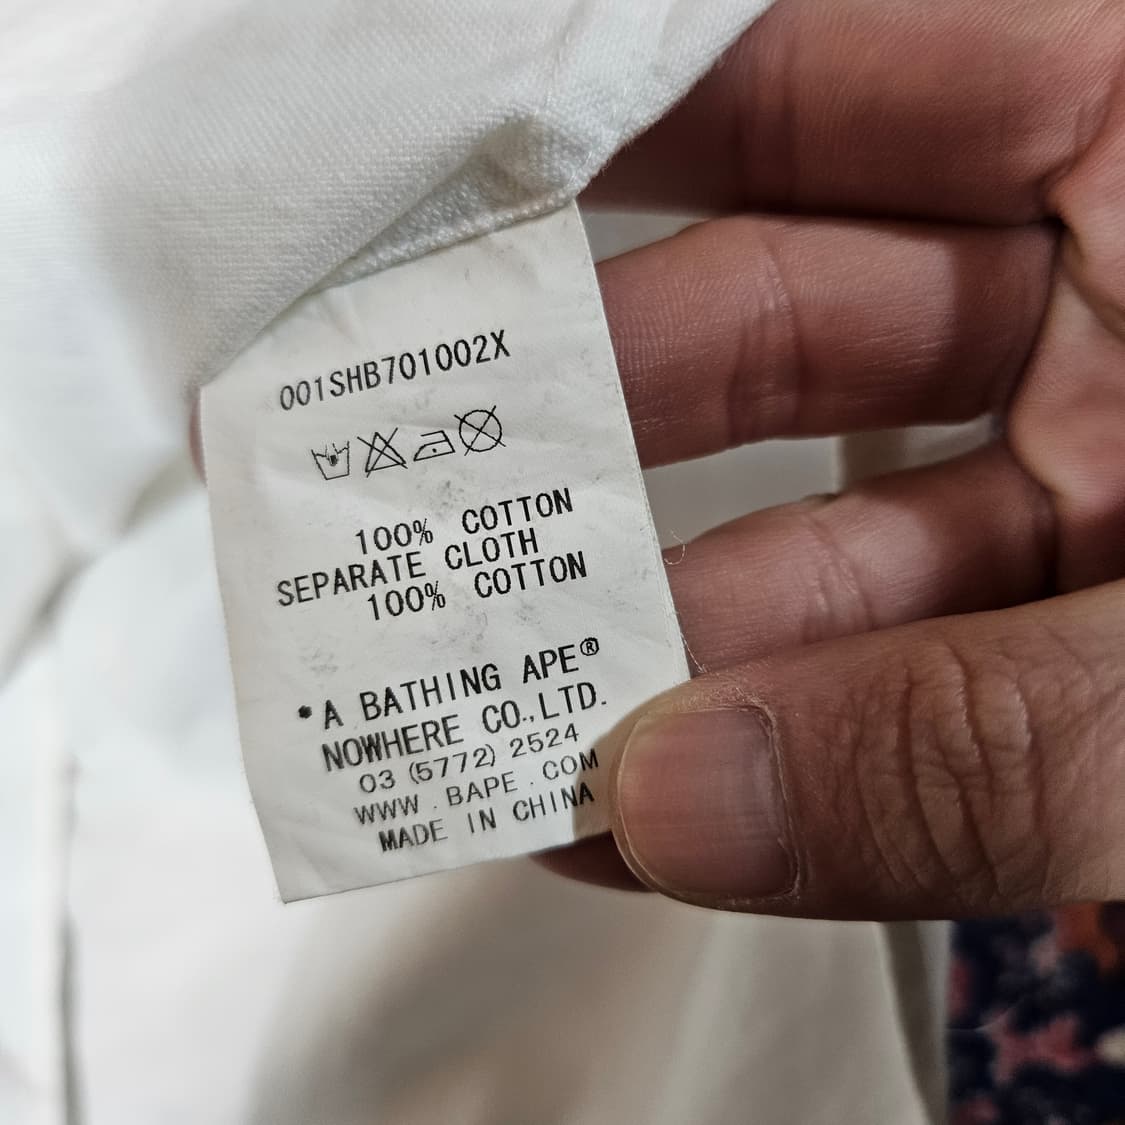 001SHB701002X
100% COTTON
SEPARATE CLOTH
100% COTTON
*A BATHING APE®
NOWHERE CO.,LTD.
03 (5772) 2524
WWW.BAPE.COM
MADE IN CHINA